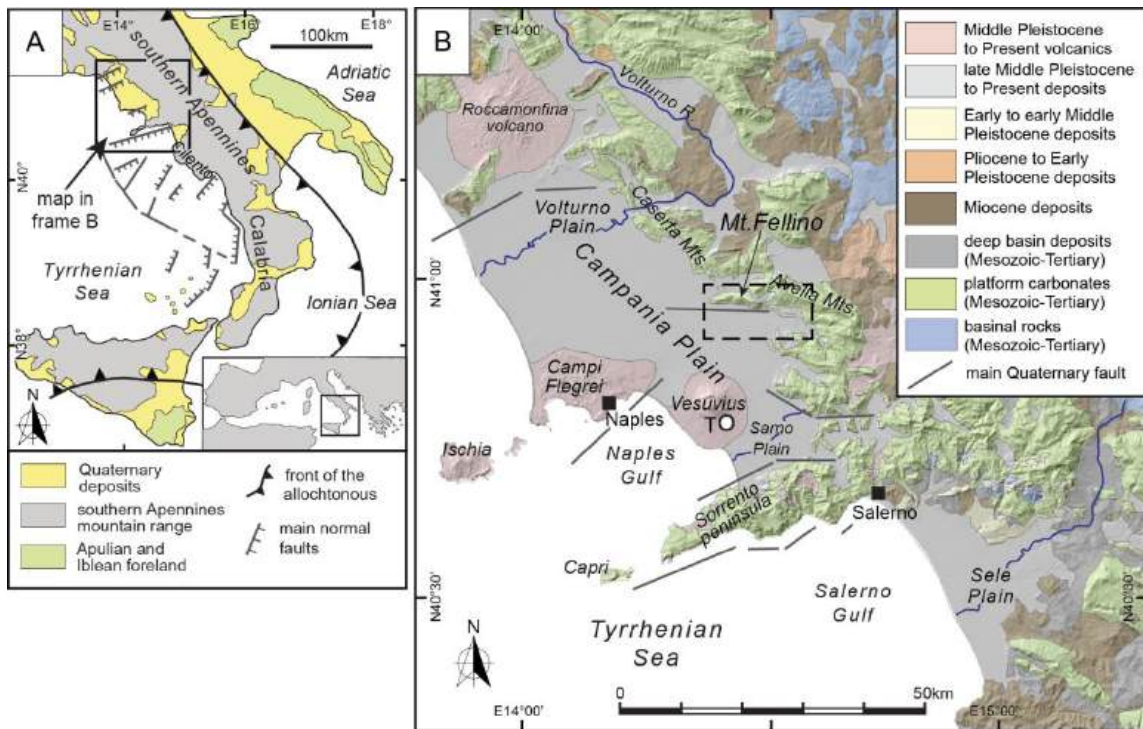 A
E14°
E16°
E18°
100km
southern Apennines
Adriatic
Sea
Cilento
N40°
map in
frame B
Calabria
Tyrrhenian
Sea
Ionian Sea
N38°
N
Quaternary
deposits
southern Apennines
mountain range
Apulian and
Iblean foreland
front of the
allochtonous
main normal
faults
B
E14°00'
Volturno R.
Roccamonfina
volcano
Volturno
Plain
Caserta Mts.
Mt.Fellino
N41°00'
Avella Mts.
Campania Plain
Campi
Flegrei
Naples
Vesuvius
T
Sarno
Plain
Ischia
Naples
Gulf
Sorrento
peninsula
Salerno
Capri
N40°30'
Salerno
Gulf
Sele
Plain
N40°30'
Tyrrhenian
Sea
N
0
50km
E14°00'
E15°00'
Middle Pleistocene
to Present volcanics
late Middle Pleistocene
to Present deposits
Early to early Middle
Pleistocene deposits
Pliocene to Early
Pleistocene deposits
Miocene deposits
deep basin deposits
(Mesozoic-Tertiary)
platform carbonates
(Mesozoic-Tertiary)
basinal rocks
(Mesozoic-Tertiary)
main Quaternary fault